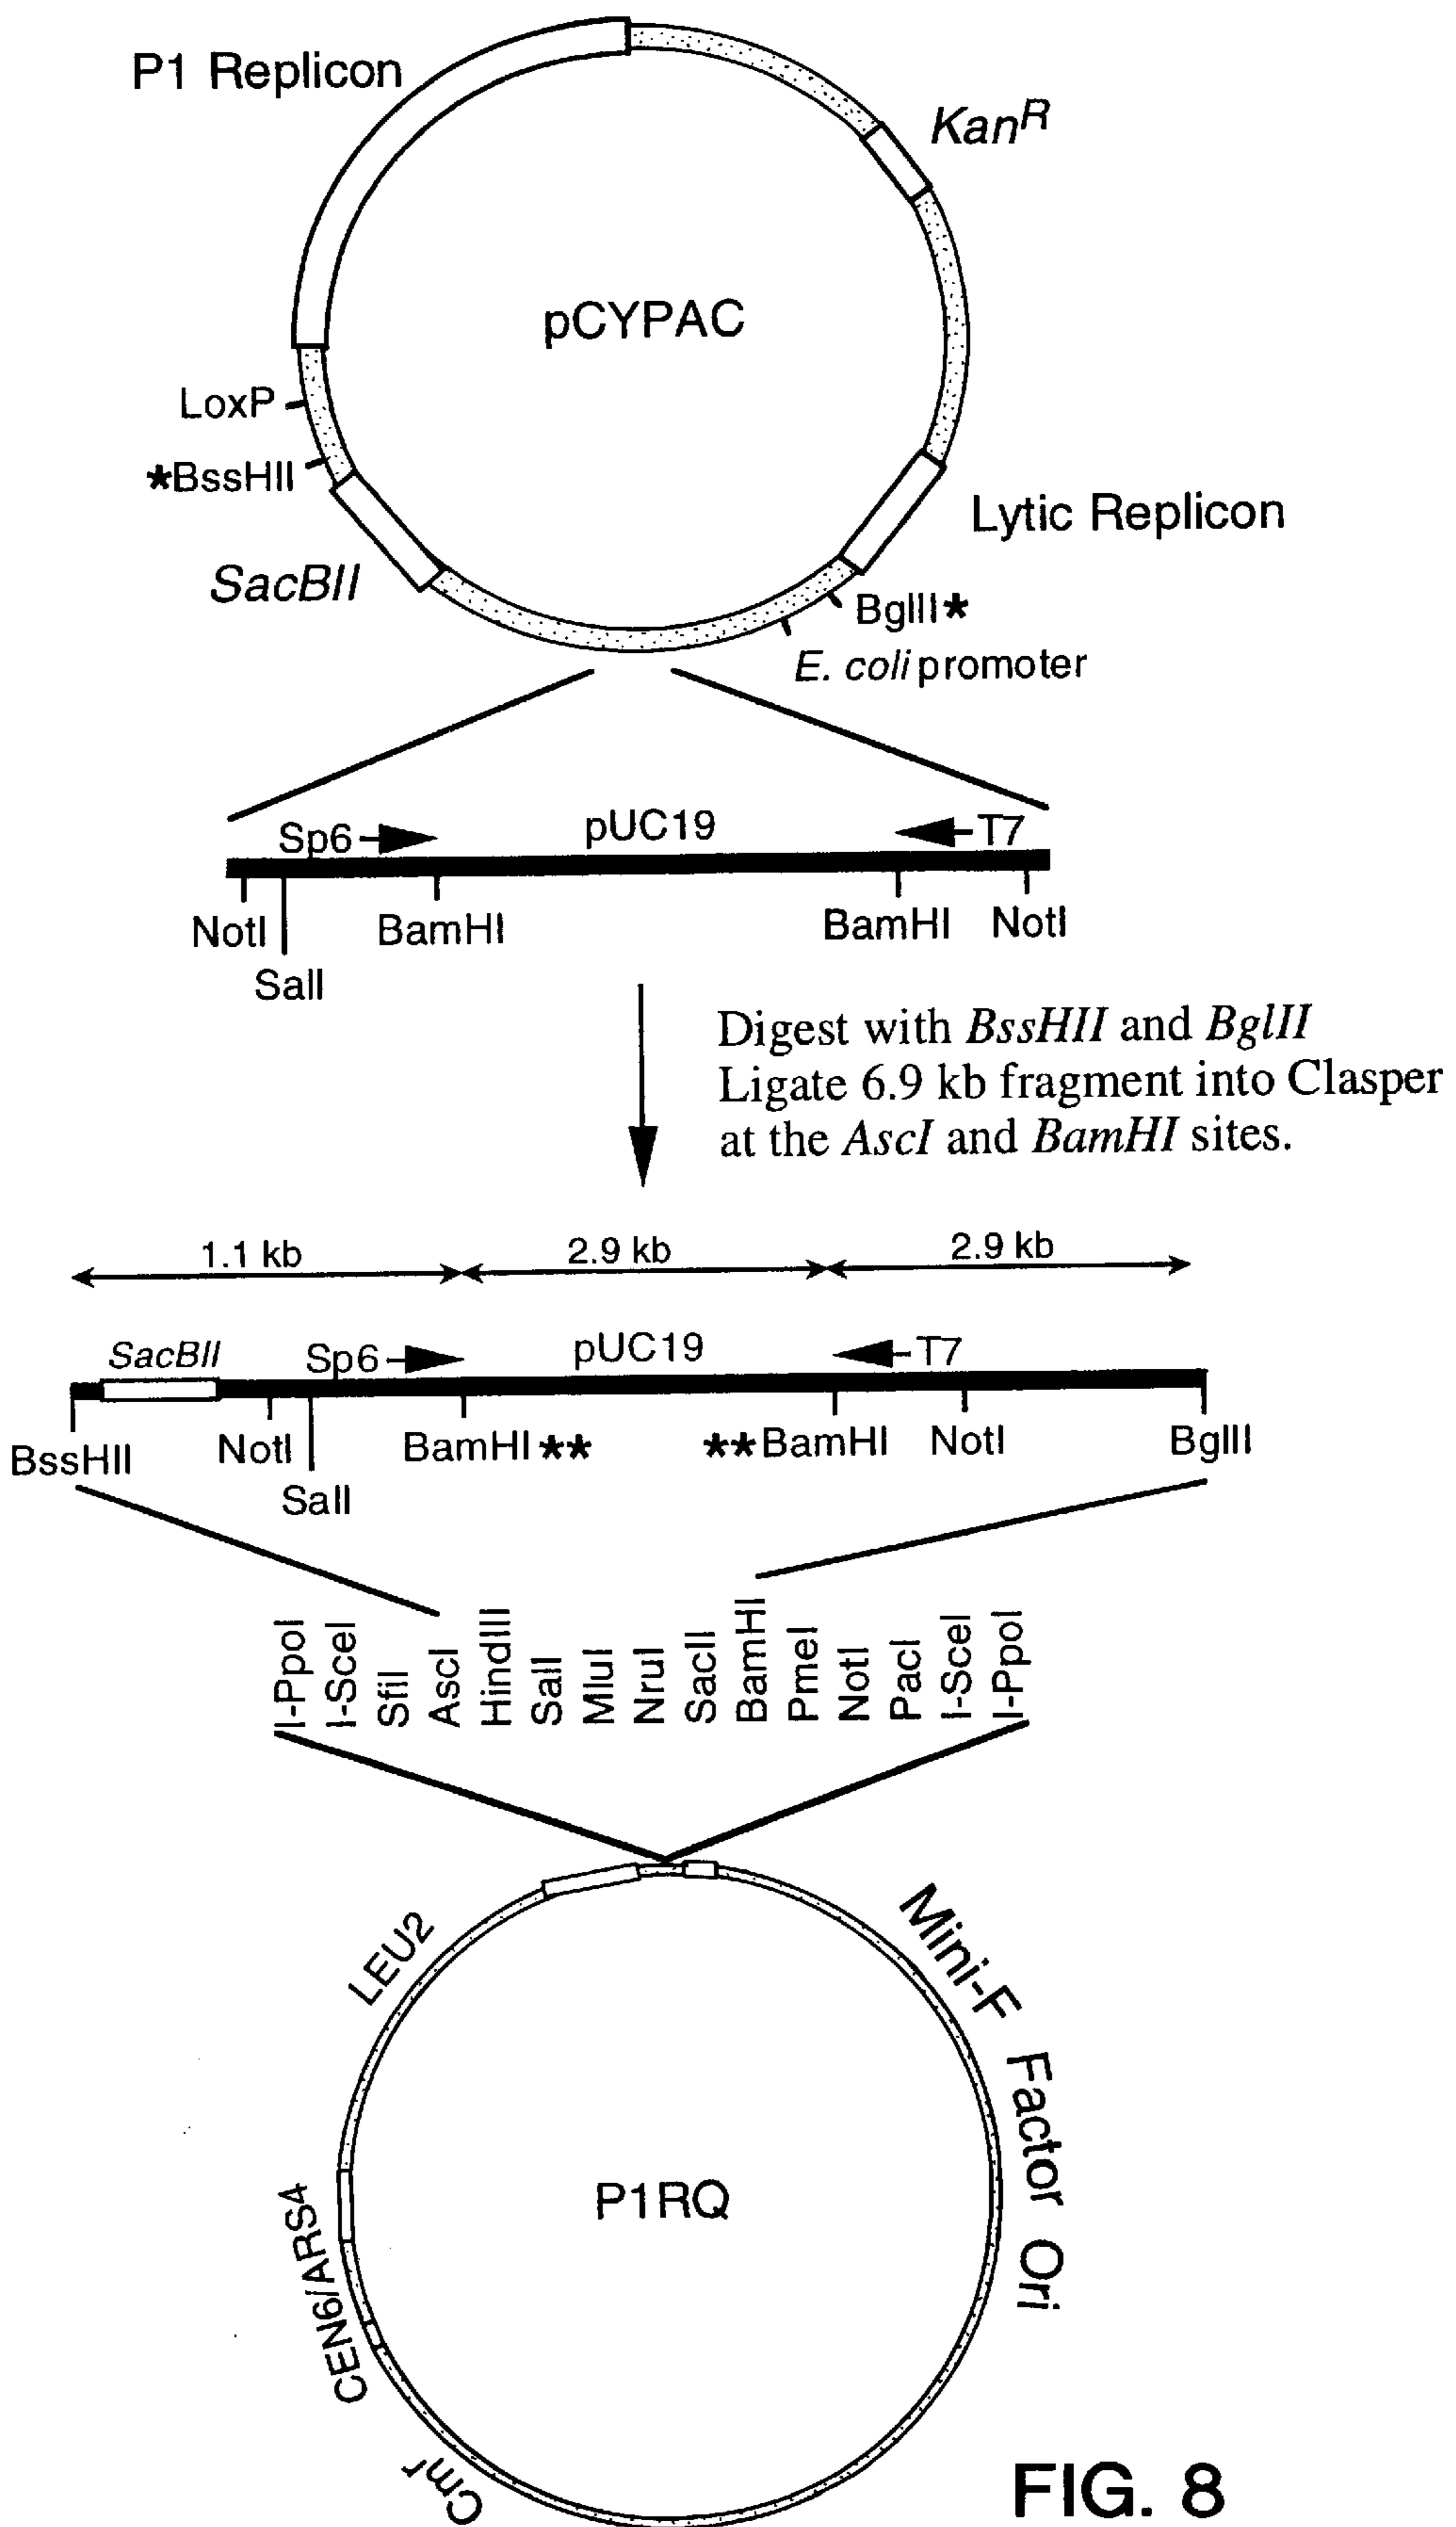 P1 Replicon
KanR
pCYPAC
LoxP
*BssHII
Lytic Replicon
SacBII
BglII*
E. coli promoter
Sp6
pUC19
T7
NotI
BamHI
BamHI
NotI
SalI
Digest with BssHII and BglII
Ligate 6.9 kb fragment into Clasper
at the AscI and BamHI sites.
1.1 kb
2.9 kb
2.9 kb
SacBII
Sp6
pUC19
T7
BssHII
NotI
BamHI**
**BamHI
NotI
BglII
SalI
I-PpoI
I-SceI
SfiI
AscI
HindIII
SalI
MluI
NruI
SacII
BamHI
PmeI
NotI
PacI
I-SceI
I-PpoI
LEU2
Mini-F Factor Ori
P1RQ
CEN6/ARS4
Cmr
FIG. 8